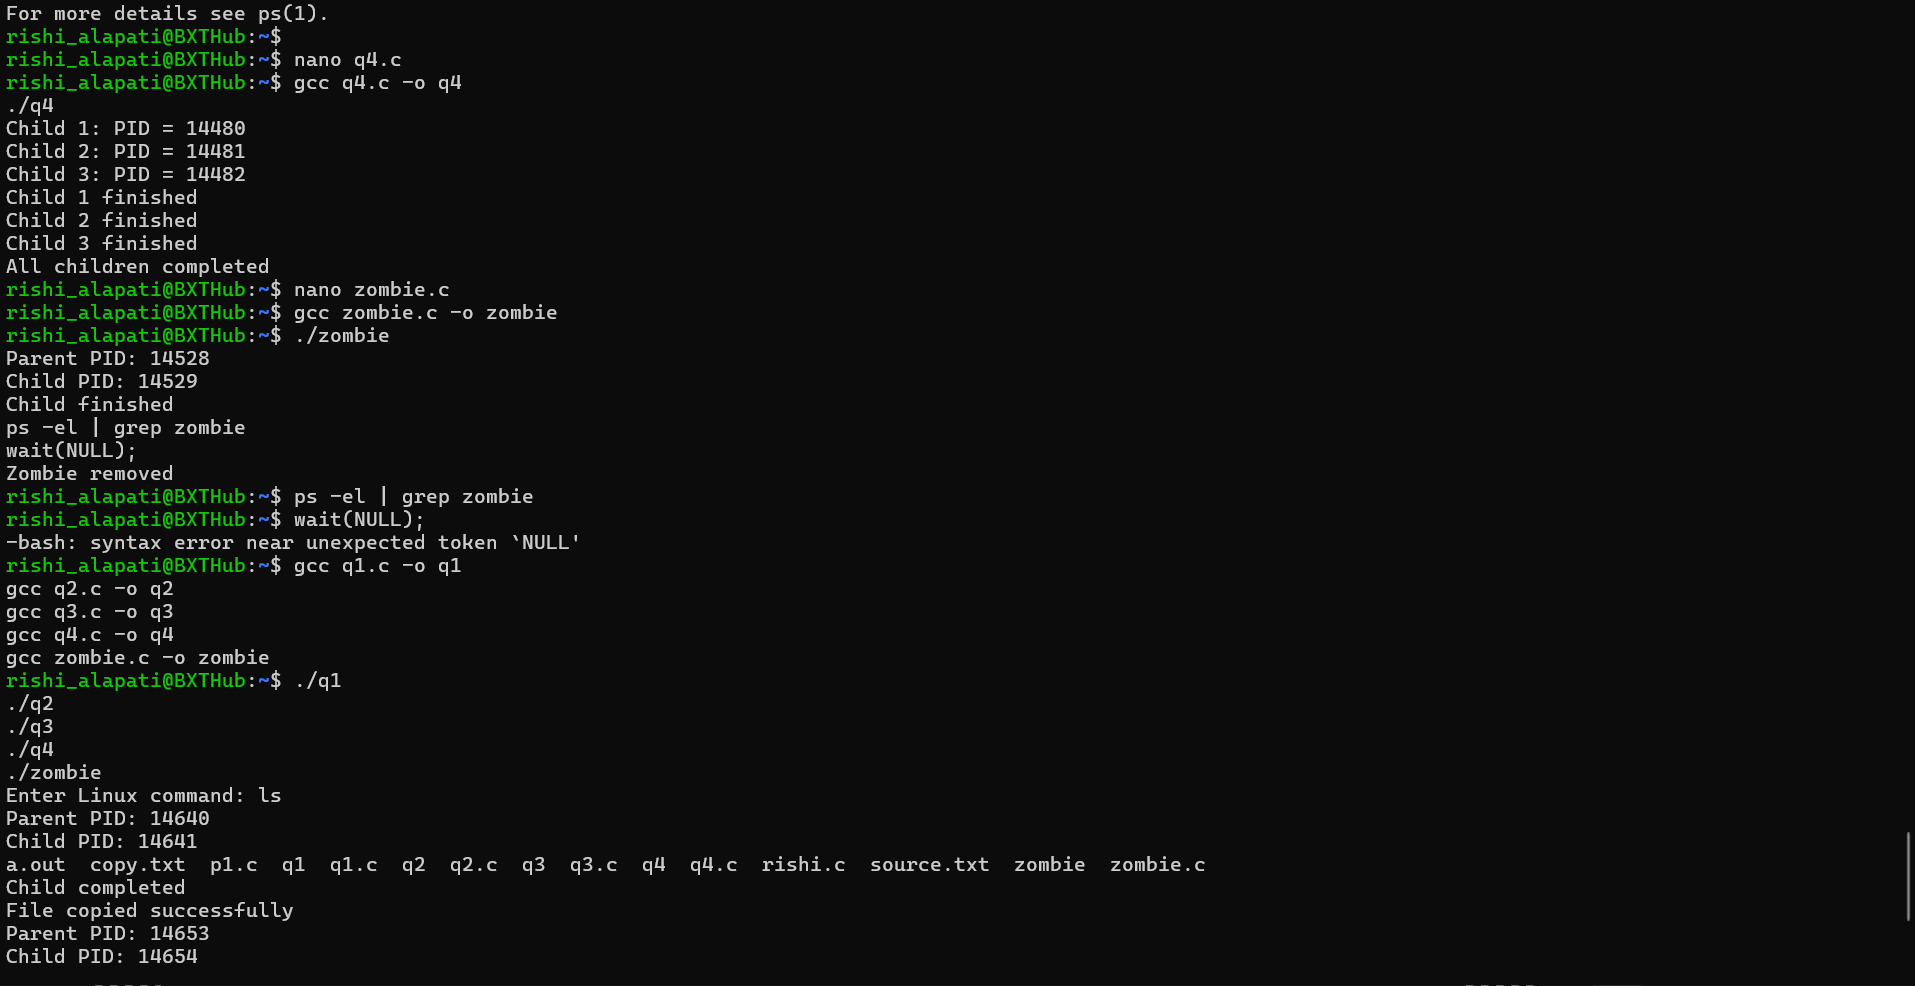 For more details see ps(1).
rishi_alapati@BXTHub:~$
rishi_alapati@BXTHub:~$ nano q4.c
rishi_alapati@BXTHub:~$ gcc q4.c -o q4
./q4
Child 1: PID = 14480
Child 2: PID = 14481
Child 3: PID = 14482
Child 1 finished
Child 2 finished
Child 3 finished
All children completed
rishi_alapati@BXTHub:~$ nano zombie.c
rishi_alapati@BXTHub:~$ gcc zombie.c -o zombie
rishi_alapati@BXTHub:~$ ./zombie
Parent PID: 14528
Child PID: 14529
Child finished
ps -el | grep zombie
wait(NULL);
Zombie removed
rishi_alapati@BXTHub:~$ ps -el | grep zombie
rishi_alapati@BXTHub:~$ wait(NULL);
-bash: syntax error near unexpected token `NULL'
rishi_alapati@BXTHub:~$ gcc q1.c -o q1
gcc q2.c -o q2
gcc q3.c -o q3
gcc q4.c -o q4
gcc zombie.c -o zombie
rishi_alapati@BXTHub:~$ ./q1
./q2
./q3
./q4
./zombie
Enter Linux command: ls
Parent PID: 14640
Child PID: 14641
a.out  copy.txt  p1.c  q1  q1.c  q2  q2.c  q3  q3.c  q4  q4.c  rishi.c  source.txt  zombie  zombie.c
Child completed
File copied successfully
Parent PID: 14653
Child PID: 14654